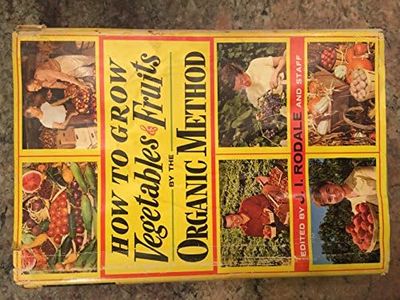 HOW TO GROW
Vegetables & Fruits
BY THE
ORGANIC METHOD
EDITED BY J. I. RODALE AND STAFF